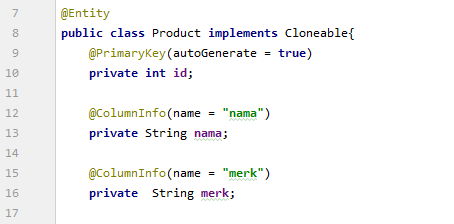 7 @Entity
8 public class Product implements Cloneable{
9 @PrimaryKey(autoGenerate = true)
10 private int id;
11
12 @ColumnInfo(name = "nama")
13 private String nama;
14
15 @ColumnInfo(name = "merk")
16 private  String merk;
17